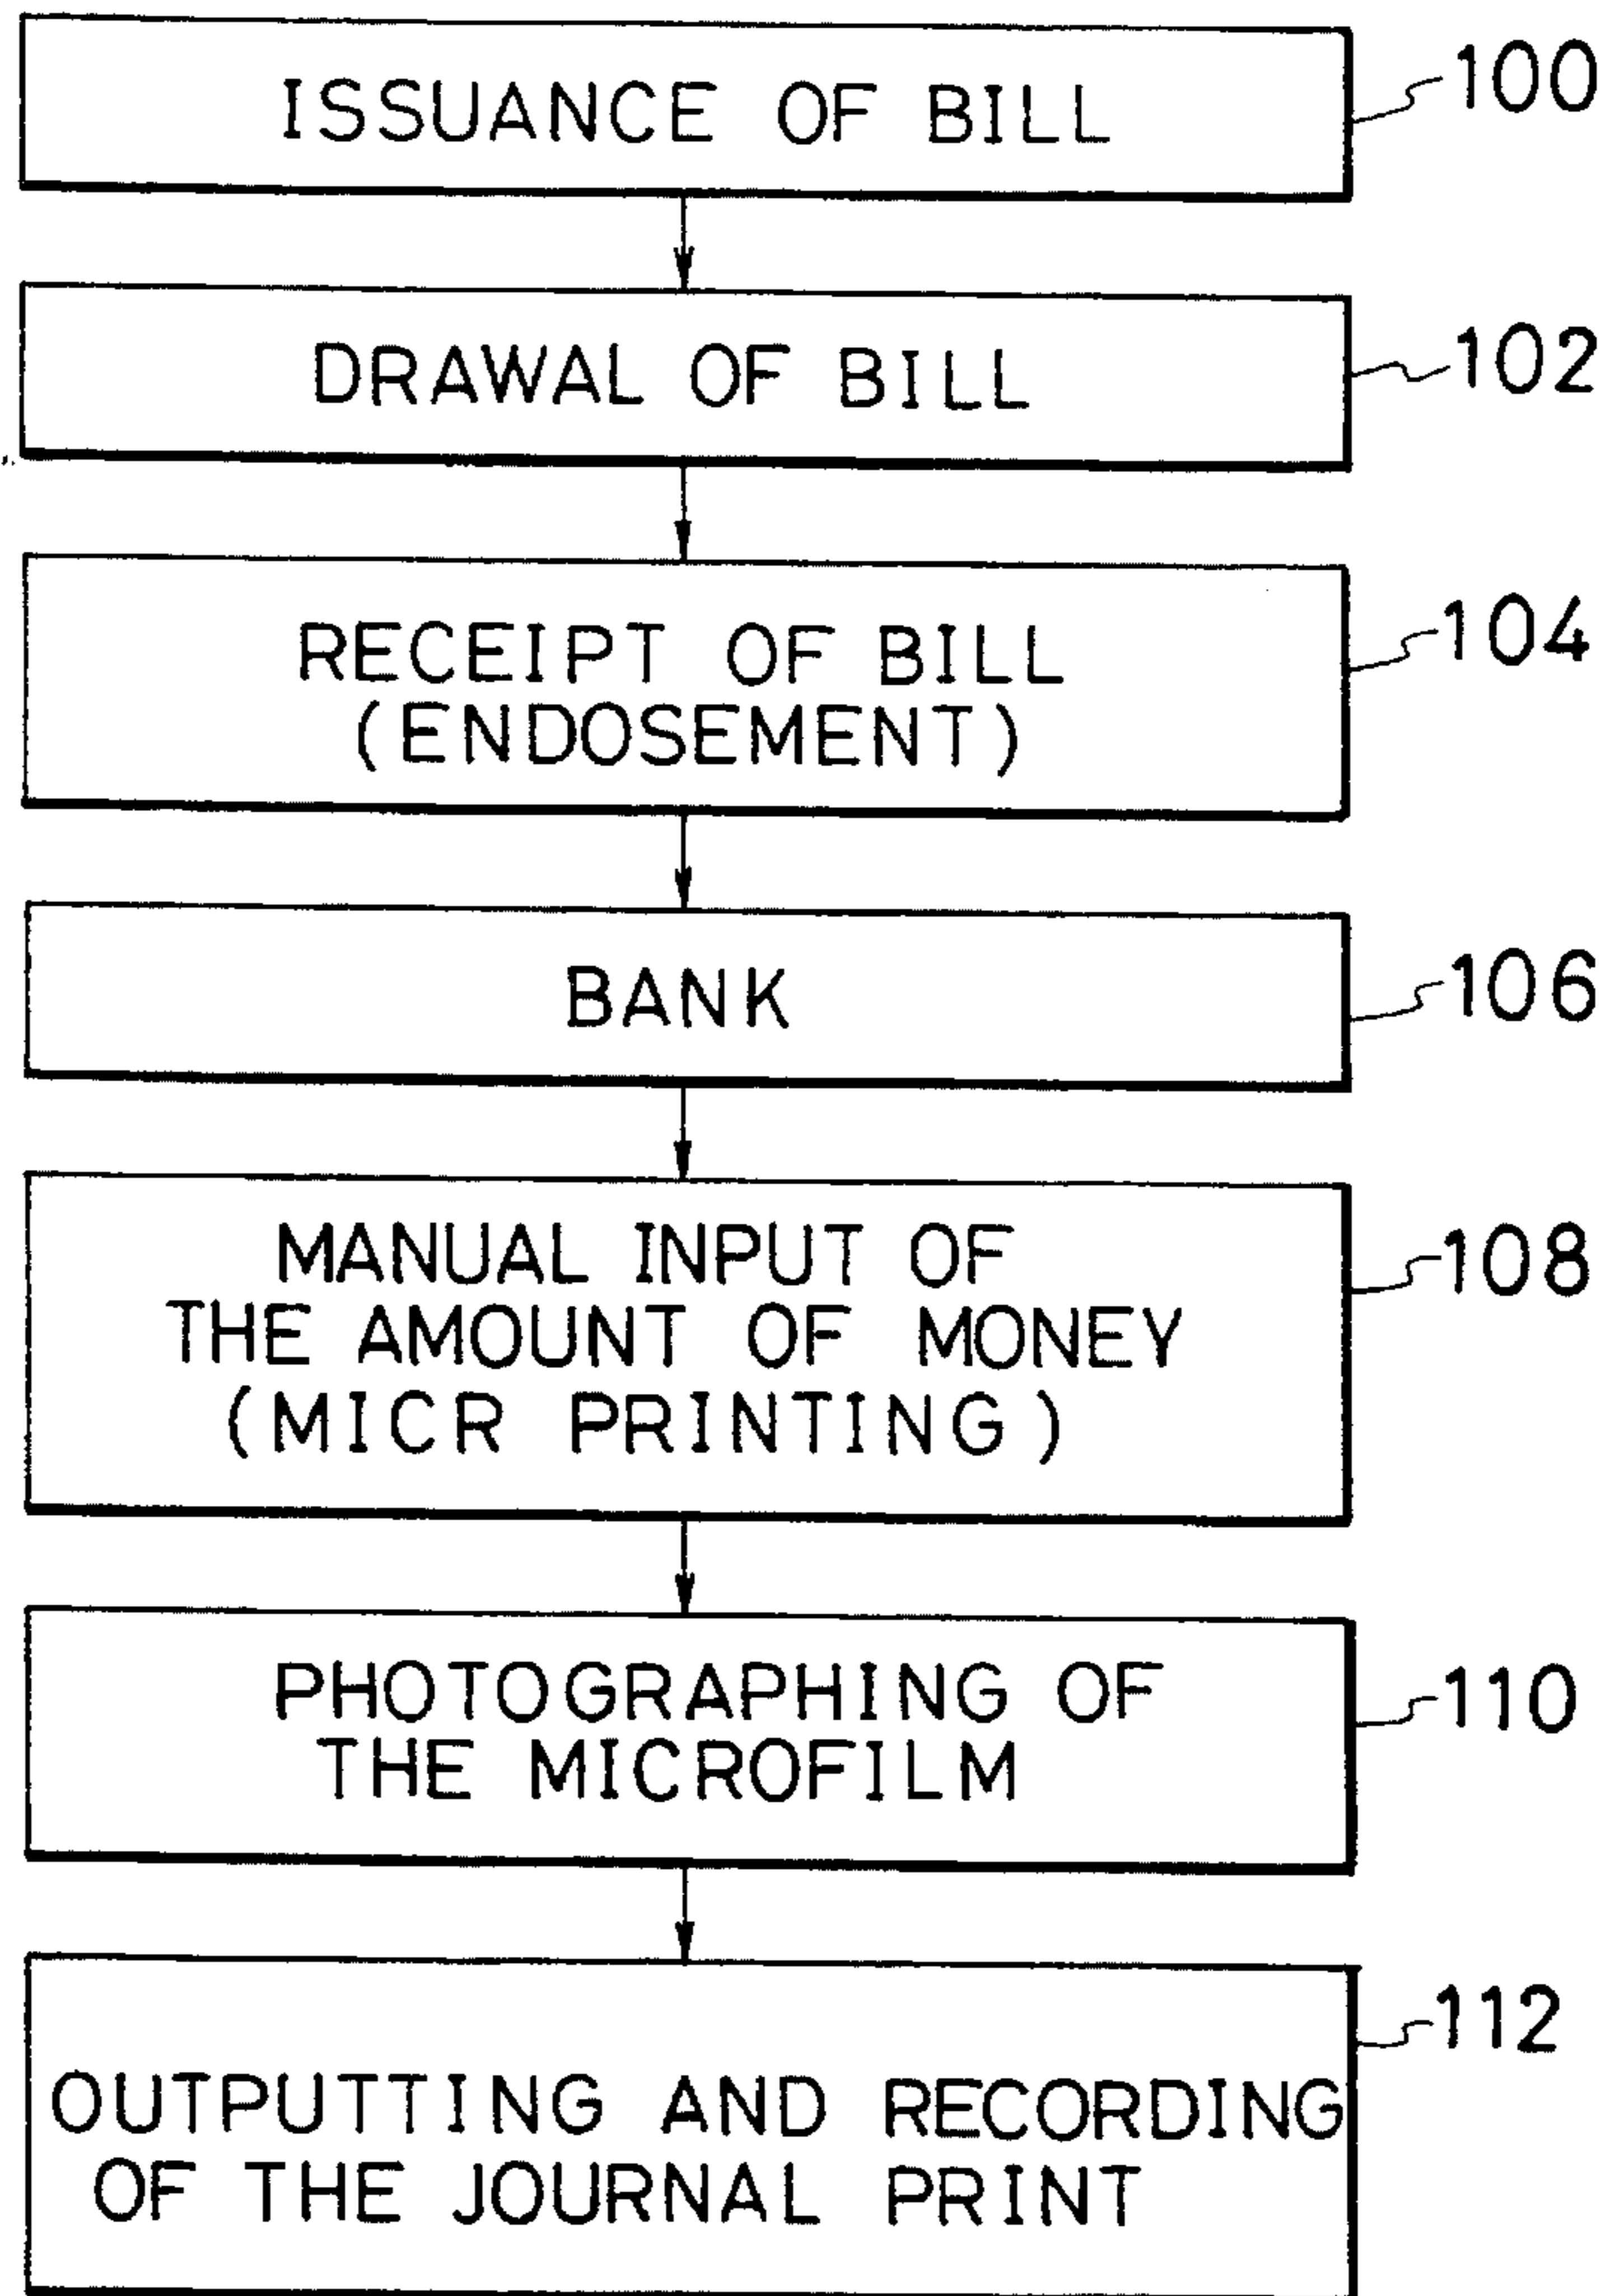 ISSUANCE OF BILL
100
DRAWAL OF BILL
102
RECEIPT OF BILL
(ENDOSEMENT)
104
BANK
106
MANUAL INPUT OF
THE AMOUNT OF MONEY
(MICR PRINTING)
108
PHOTOGRAPHING OF
THE MICROFILM
110
OUTPUTTING AND RECORDING
OF THE JOURNAL PRINT
112